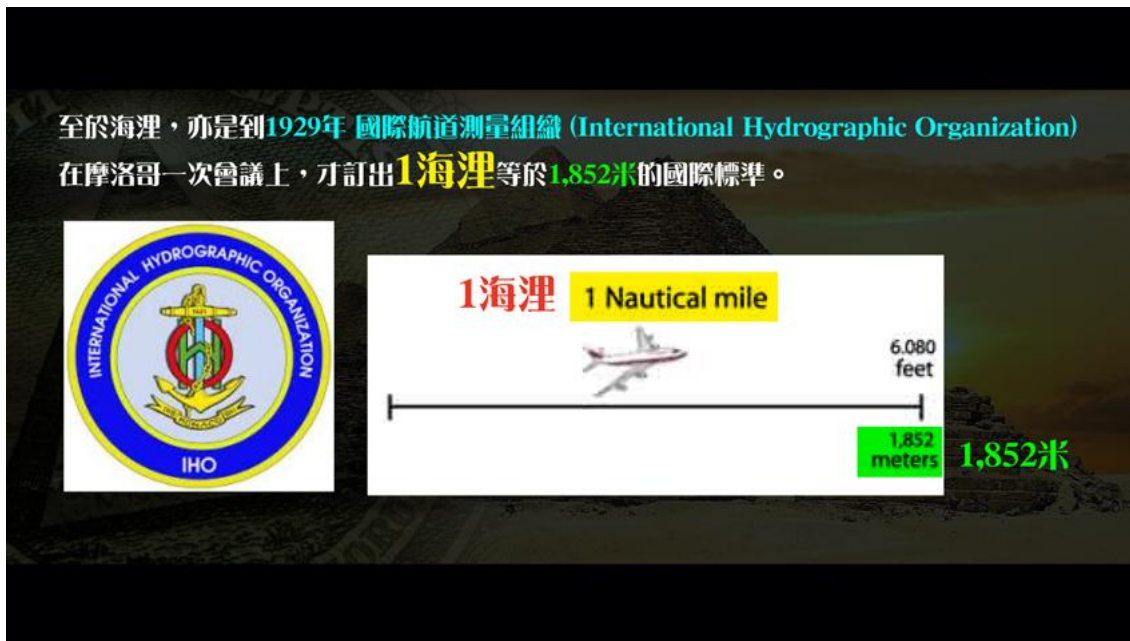 至於海浬，亦是到1929年 國際航道測量組織 (International Hydrographic Organization)
在摩洛哥一次會議上，才訂出1海浬等於1,852米的國際標準。
INTERNATIONAL HYDROGRAPHIC ORGANIZATION
IHO
1海浬 1 Nautical mile
6.080
feet
1,852
meters
1,852米